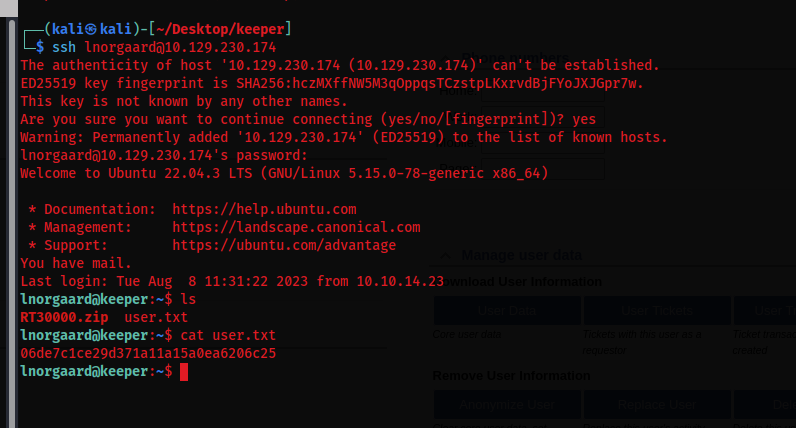 ┌──(kali㉿kali)-[~/Desktop/keeper]
└─$ ssh lnorgaard@10.129.230.174
The authenticity of host '10.129.230.174 (10.129.230.174)' can't be established.
ED25519 key fingerprint is SHA256:hczMXffNW5M3qOppqsTCzstpLKxrvdBjFYoJXJGpr7w.
This key is not known by any other names.
Are you sure you want to continue connecting (yes/no/[fingerprint])? yes
Warning: Permanently added '10.129.230.174' (ED25519) to the list of known hosts.
lnorgaard@10.129.230.174's password:
Welcome to Ubuntu 22.04.3 LTS (GNU/Linux 5.15.0-78-generic x86_64)
* Documentation:  https://help.ubuntu.com
* Management:     https://landscape.canonical.com
* Support:        https://ubuntu.com/advantage
You have mail.
Last login: Tue Aug  8 11:31:22 2023 from 10.10.14.23
lnorgaard@keeper:~$ ls
RT30000.zip  user.txt
lnorgaard@keeper:~$ cat user.txt
06de7c1ce29d371a11a15a0ea6206c25
lnorgaard@keeper:~$
Manage user data
Download User Information
User Data
User Tickets
Core user data
Tickets with this user as a
requestor
created
Remove User Information
Anonymize User
Replace User